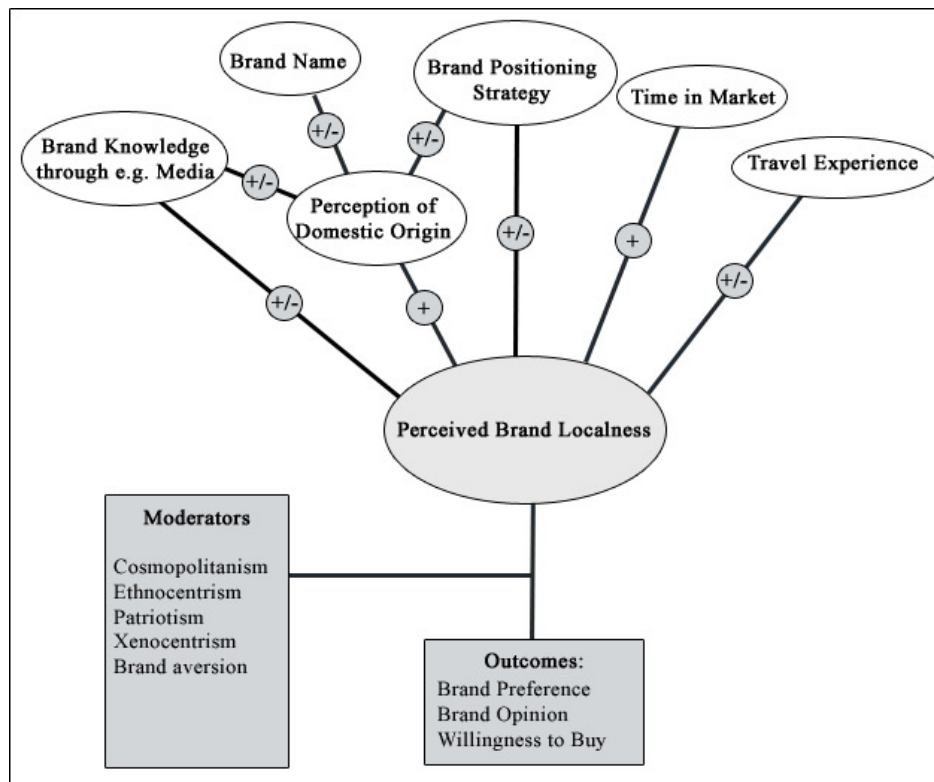 Brand Name
Brand Positioning
Strategy
Time in Market
Brand Knowledge
through e.g. Media
Travel Experience
+/-
+/-
+/-
Perception of
Domestic Origin
+/-
+
+/-
+/-
+
Perceived Brand Localness
Moderators
Cosmopolitanism
Ethnocentrism
Patriotism
Xenocentrism
Brand aversion
Outcomes:
Brand Preference
Brand Opinion
Willingness to Buy